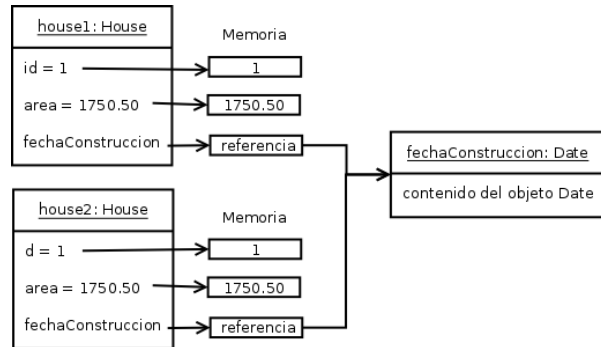 house1: House
Memoria
id = 1
1
area = 1750.50
1750.50
fechaConstruccion
referencia
fechaConstruccion: Date
contenido del objeto Date
house2: House
Memoria
d = 1
1
area = 1750.50
1750.50
fechaConstruccion
referencia